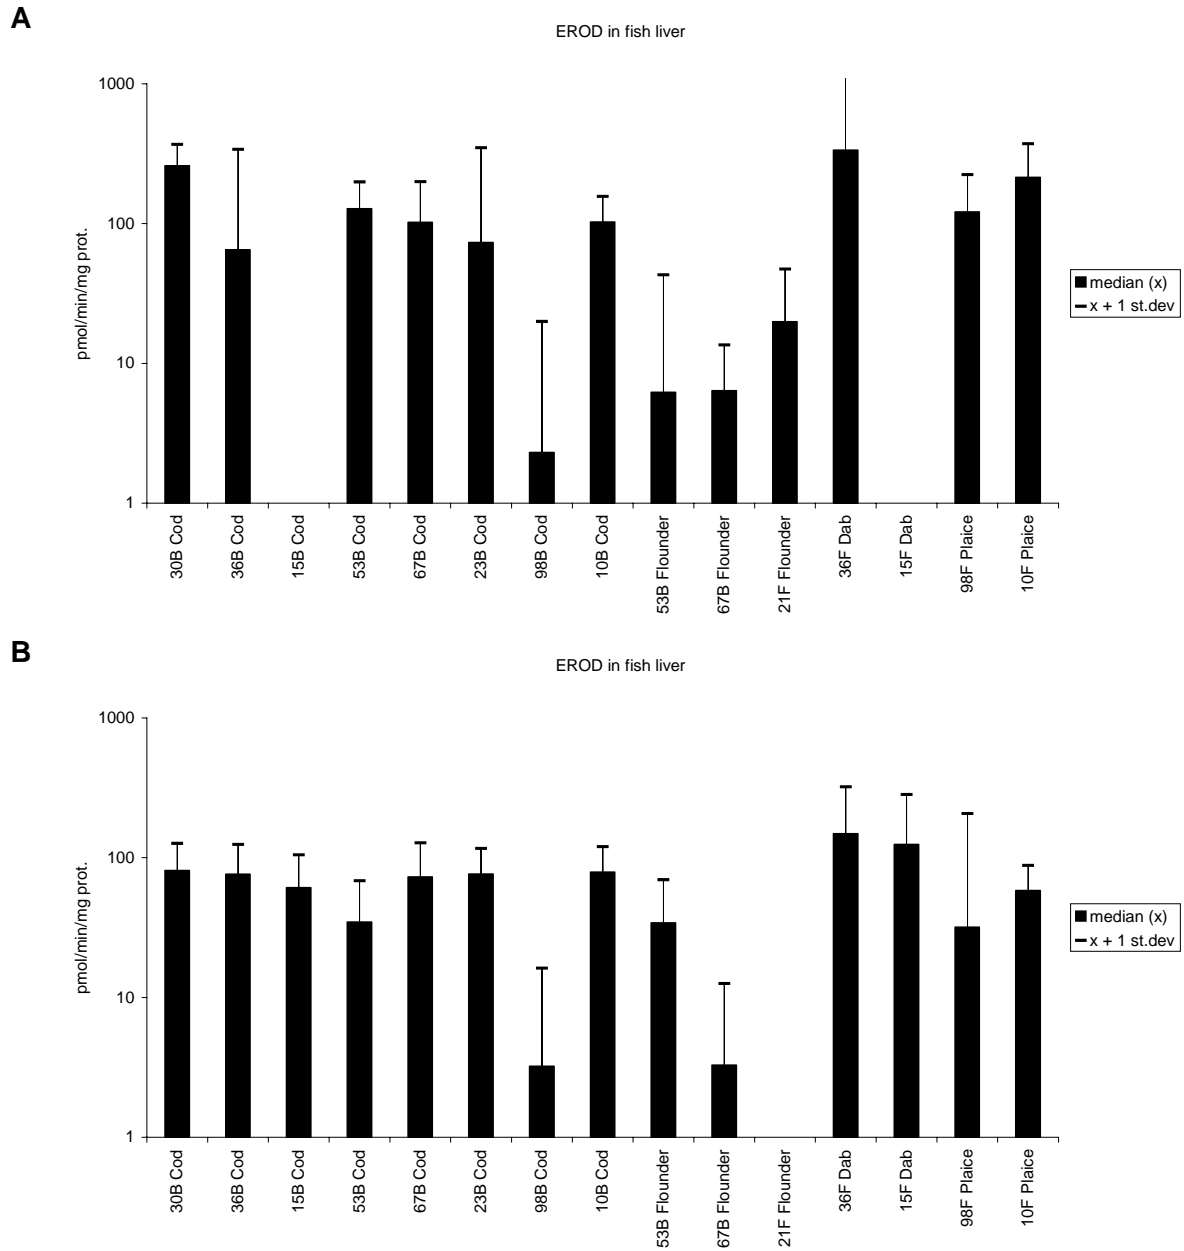 A
EROD in fish liver
1000
100
10
1
pmol/min/mg prot.
median (x)
x + 1 st.dev
30B Cod
36B Cod
15B Cod
53B Cod
67B Cod
23B Cod
98B Cod
10B Cod
53B Flounder
67B Flounder
21F Flounder
36F Dab
15F Dab
98F Plaice
10F Plaice
B
EROD in fish liver
1000
100
10
1
pmol/min/mg prot.
median (x)
x + 1 st.dev
30B Cod
36B Cod
15B Cod
53B Cod
67B Cod
23B Cod
98B Cod
10B Cod
53B Flounder
67B Flounder
21F Flounder
36F Dab
15F Dab
98F Plaice
10F Plaice